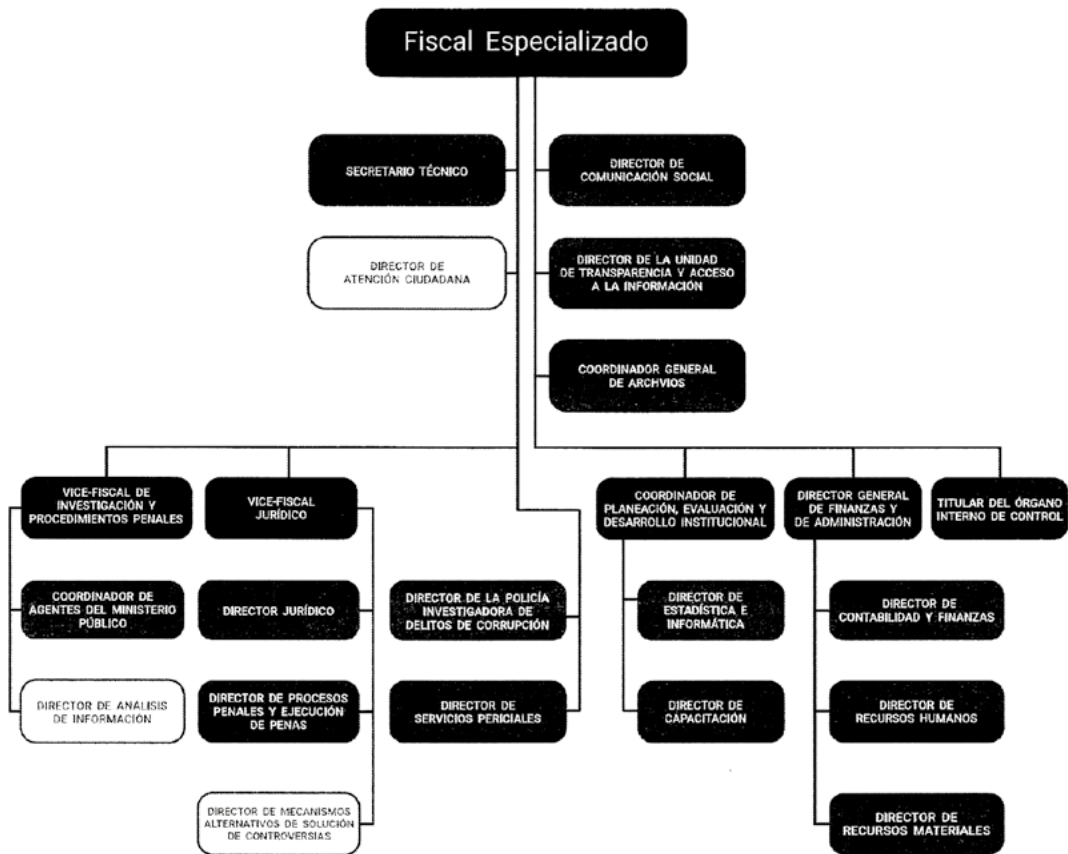 Fiscal Especializado
SECRETARIO TÉCNICO
DIRECTOR DE
COMUNICACIÓN SOCIAL
DIRECTOR DE
ATENCIÓN CIUDADANA
DIRECTOR DE LA UNIDAD
DE TRANSPARENCIA Y ACCESO
A LA INFORMACIÓN
COORDINADOR GENERAL
DE ARCHVIOS
VICE-FISCAL DE
INVESTIGACIÓN Y
PROCEDIMIENTOS PENALES
VICE-FISCAL
JURÍDICO
COORDINADOR DE
PLANEACIÓN, EVALUACIÓN Y
DESARROLLO INSTITUCIONAL
DIRECTOR GENERAL
DE FINANZAS Y
DE ADMINISTRACIÓN
TITULAR DEL ÓRGANO
INTERNO DE CONTROL
COORDINADOR DE
AGENTES DEL MINISTERIO
PÚBLICO
DIRECTOR JURÍDICO
DIRECTOR DE LA POLICÍA
INVESTIGADORA DE
DELITOS DE CORRUPCIÓN
DIRECTOR DE
ESTADÍSTICA E
INFORMÁTICA
DIRECTOR DE
CONTABILIDAD Y FINANZAS
DIRECTOR DE ANÁLISIS
DE INFORMACIÓN
DIRECTOR DE PROCESOS
PENALES Y EJECUCIÓN
DE PENAS
DIRECTOR DE
SERVICIOS PERICIALES
DIRECTOR DE
CAPACITACIÓN
DIRECTOR DE
RECURSOS HUMANOS
DIRECTOR DE MECANISMOS
ALTERNATIVOS DE SOLUCIÓN
DE CONTROVERSIAS
DIRECTOR DE
RECURSOS MATERIALES